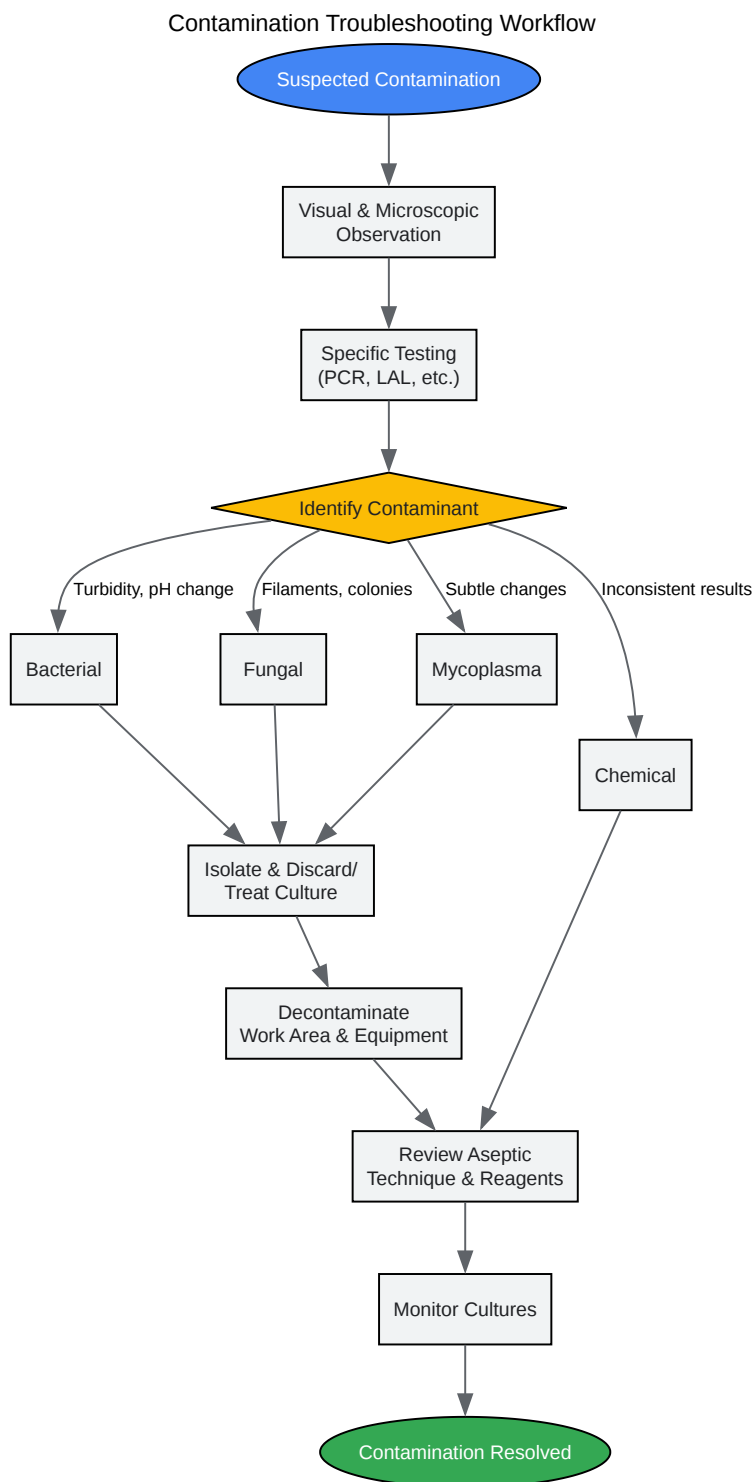 Contamination Troubleshooting Workflow
Suspected Contamination
Visual & Microscopic
Observation
Specific Testing
(PCR, LAL, etc.)
Identify Contaminant
Turbidity, pH change
Filaments, colonies
Subtle changes
Inconsistent results
Bacterial
Fungal
Mycoplasma
Chemical
Isolate & Discard/
Treat Culture
Decontaminate
Work Area & Equipment
Review Aseptic
Technique & Reagents
Monitor Cultures
Contamination Resolved